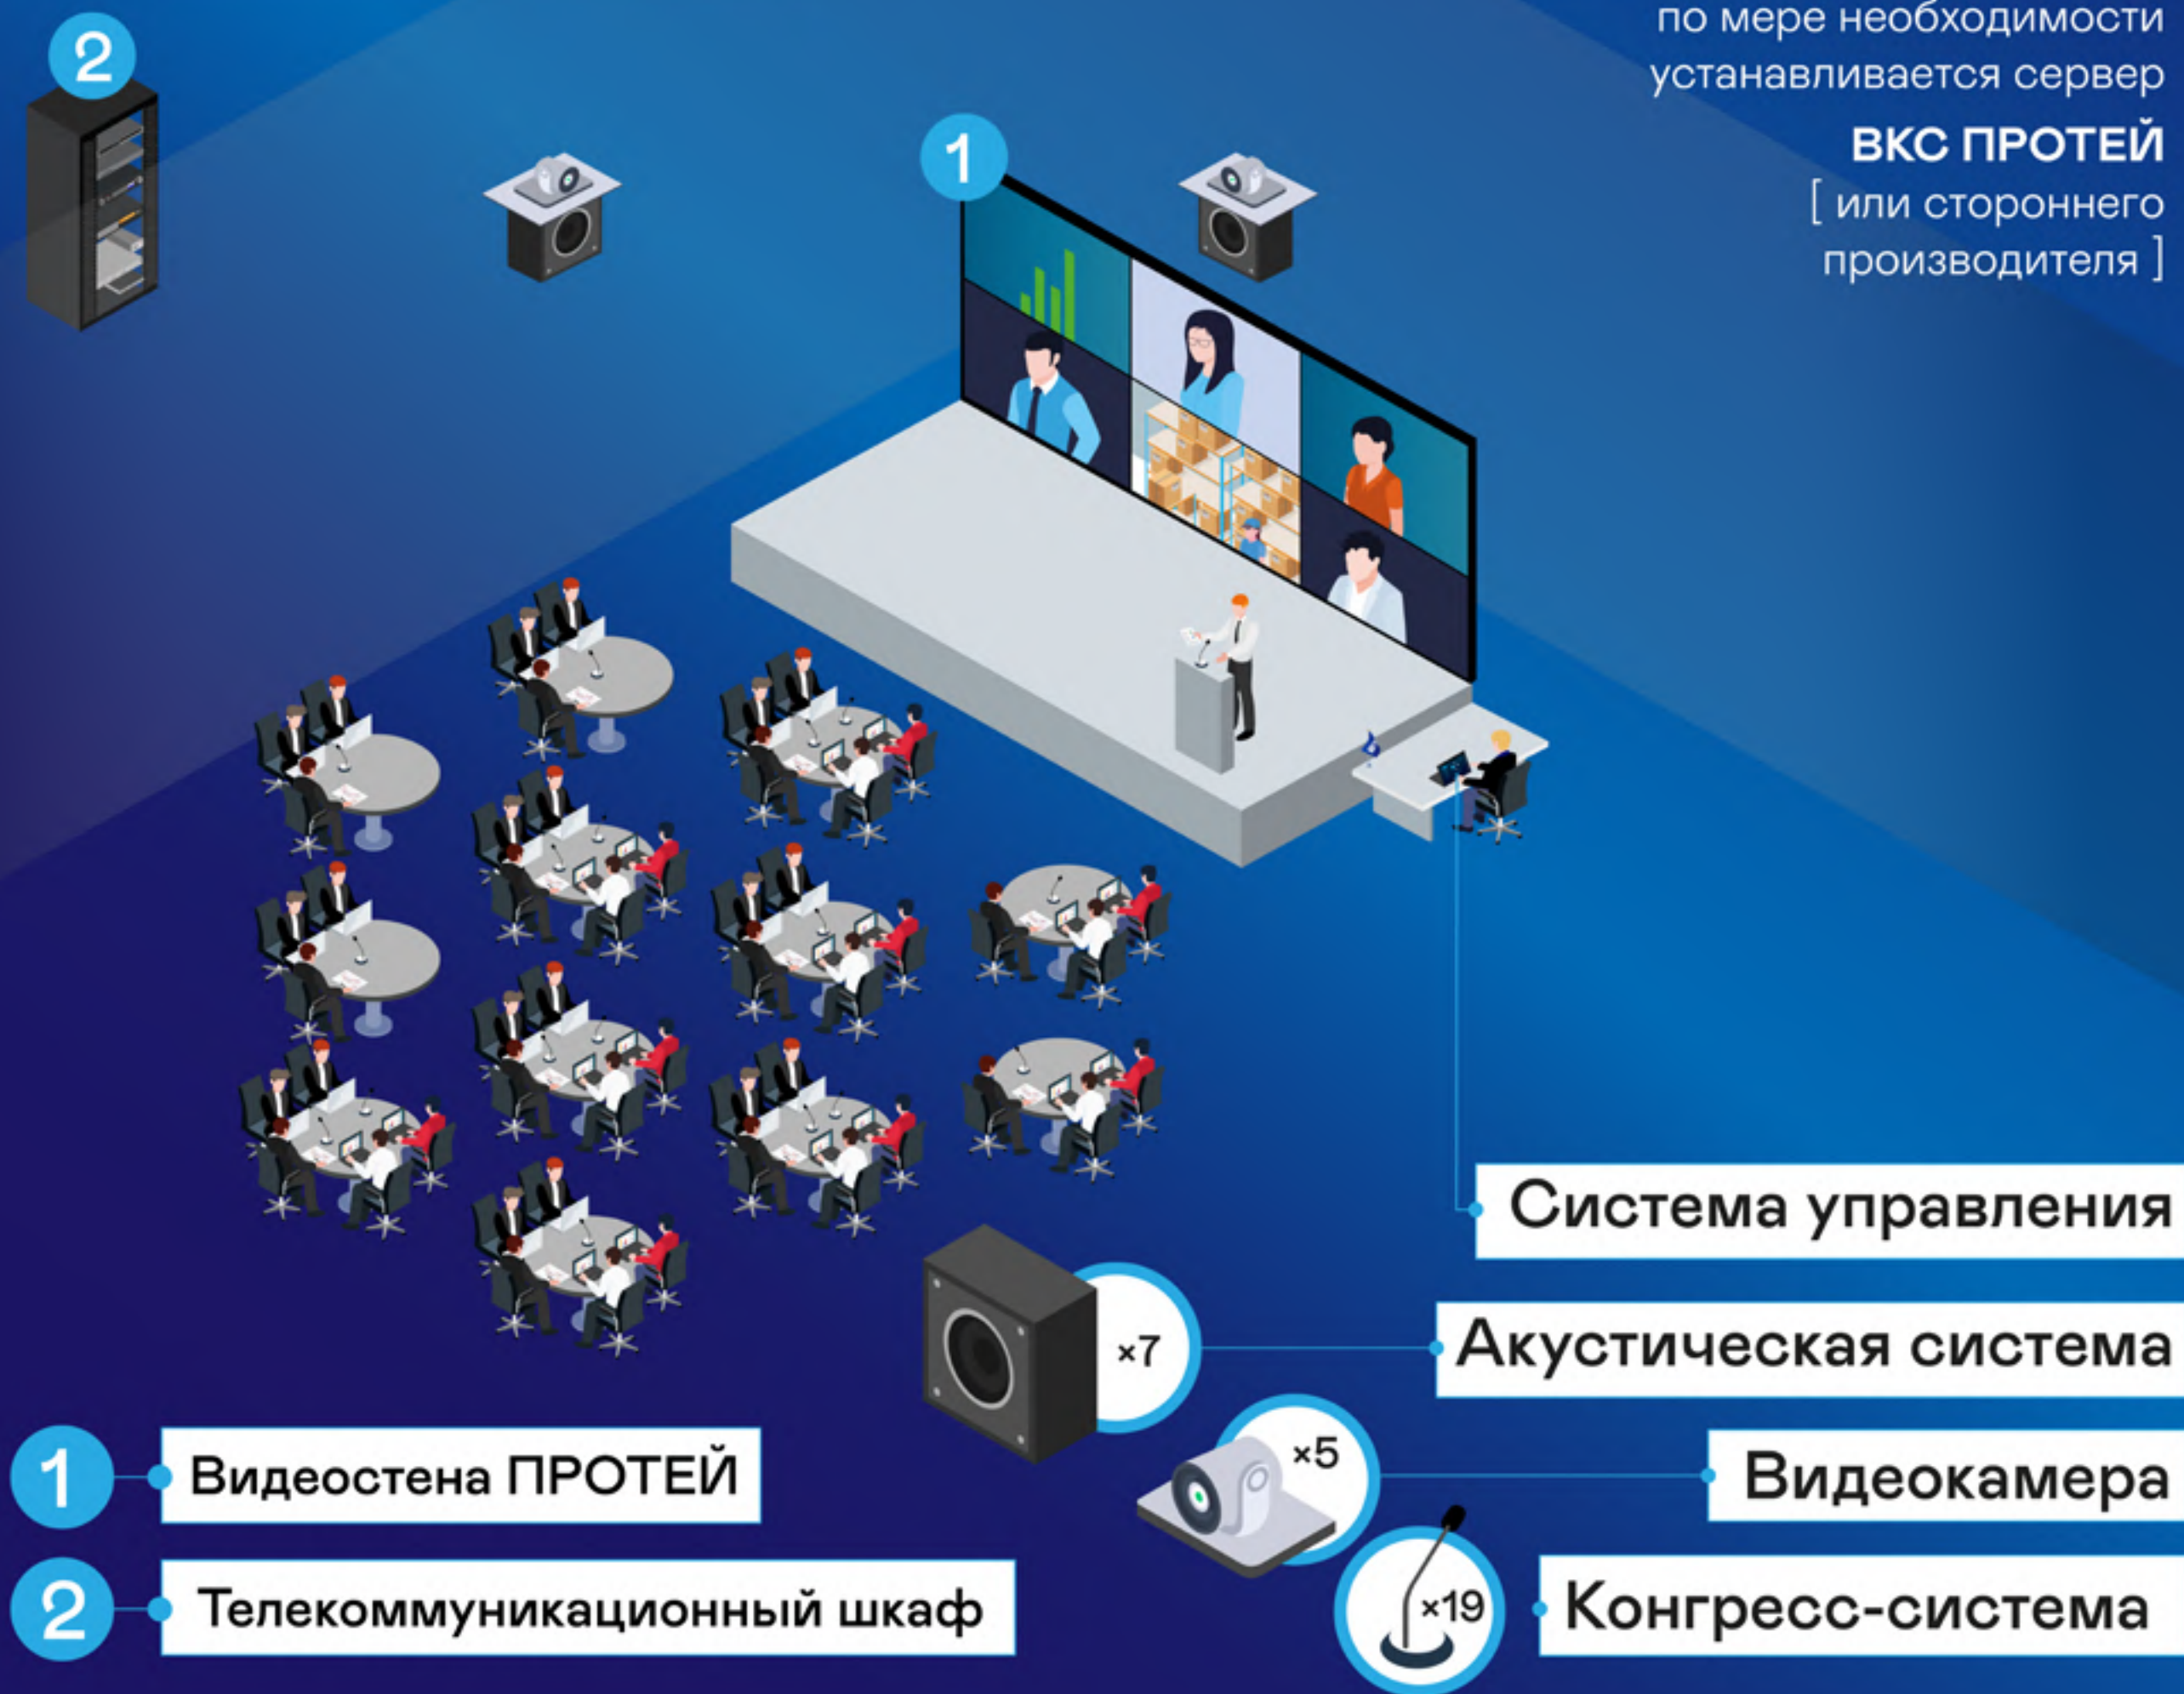 2
1
по мере необходимости
устанавливается сервер
ВКС ПРОТЕЙ
[ или стороннего
производителя ]
Система управления
×7
Акустическая система
×5
Видеокамера
×19
Конгресс-система
1
Видеостена ПРОТЕЙ
2
Телекоммуникационный шкаф